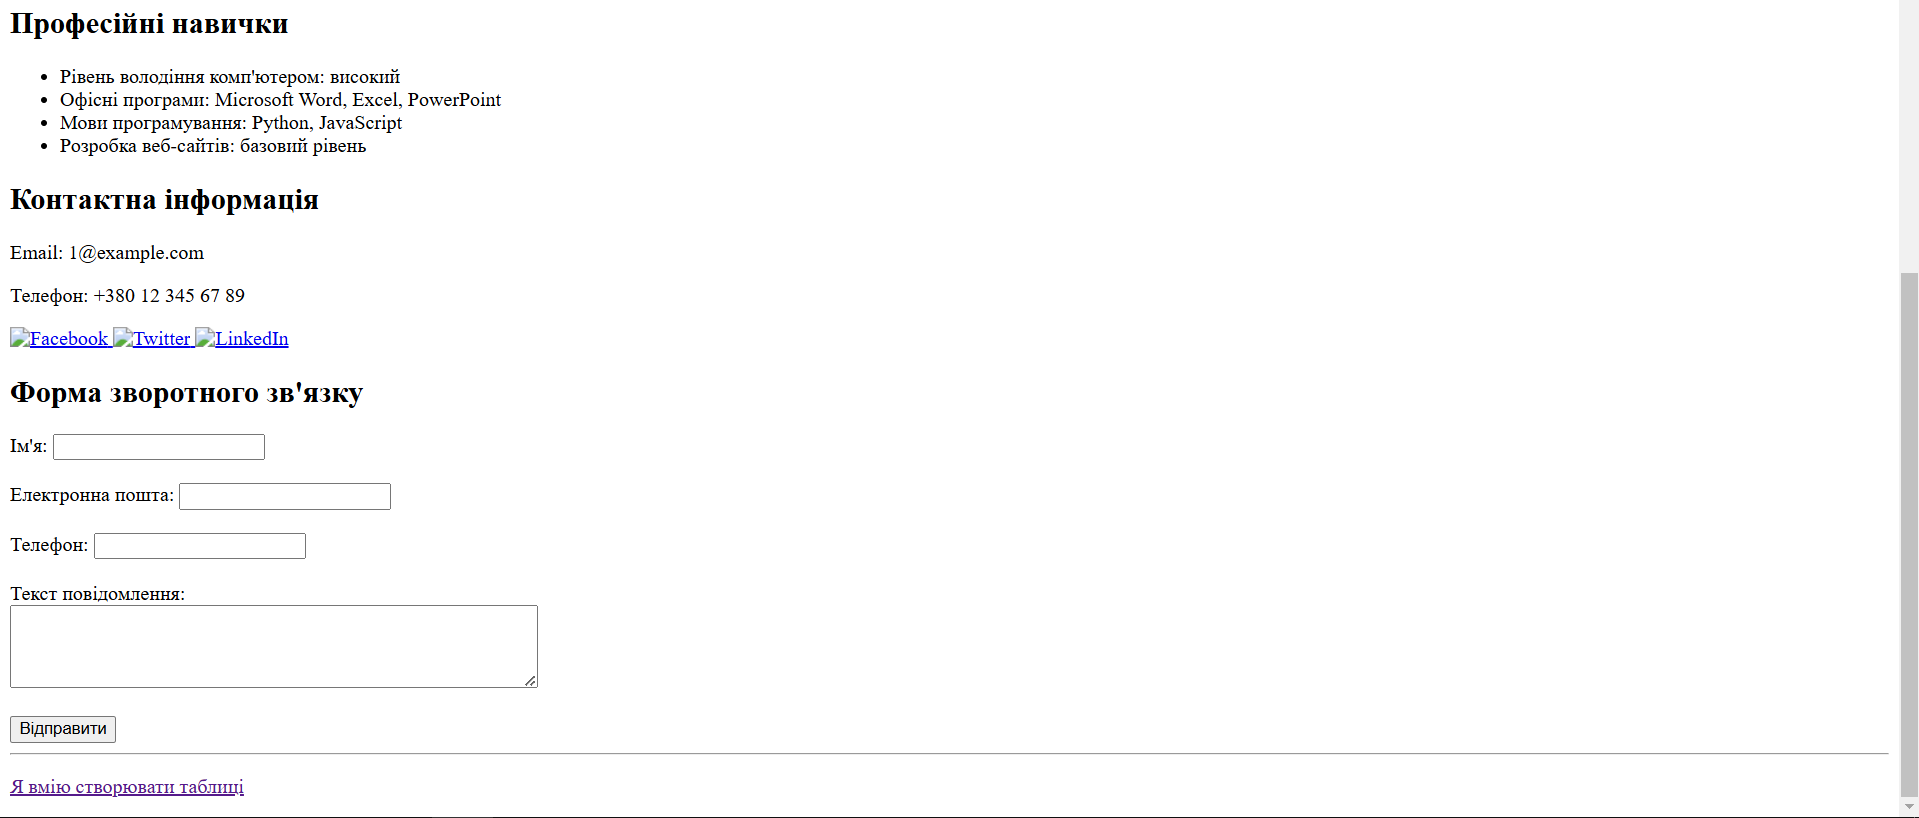 Професійні навички
Рівень володіння комп'ютером: високий
Офісні програми: Microsoft Word, Excel, PowerPoint
Мови програмування: Python, JavaScript
Розробка веб-сайтів: базовий рівень
Контактна інформація
Email: 1@example.com
Телефон: +380 12 345 67 89
Facebook Twitter LinkedIn
Форма зворотного зв'язку
Ім'я:
Електронна пошта:
Телефон:
Текст повідомлення:
Відправити
Я вмію створювати таблиці